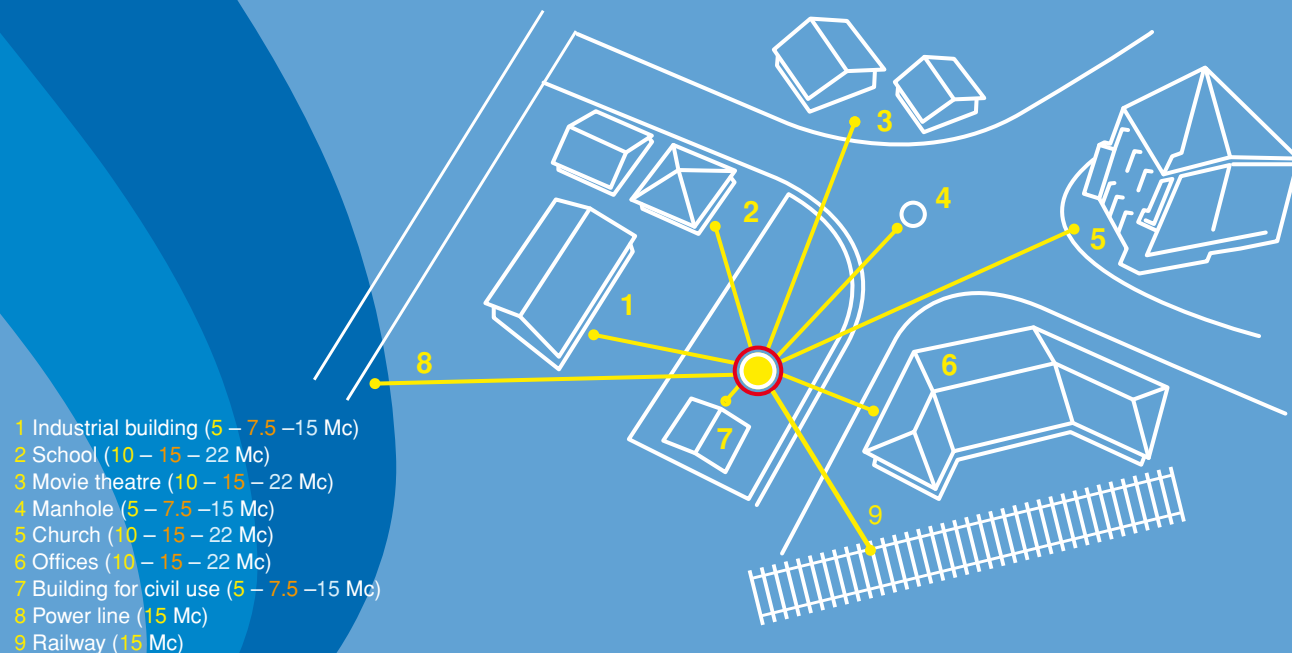 3
4
2
5
1
8
6
7
9
1 Industrial building (5 – 7.5 –15 Mc)
2 School (10 – 15 – 22 Mc)
3 Movie theatre (10 – 15 – 22 Mc)
4 Manhole (5 – 7.5 –15 Mc)
5 Church (10 – 15 – 22 Mc)
6 Offices (10 – 15 – 22 Mc)
7 Building for civil use (5 – 7.5 –15 Mc)
8 Power line (15 Mc)
9 Railway (15 Mc)